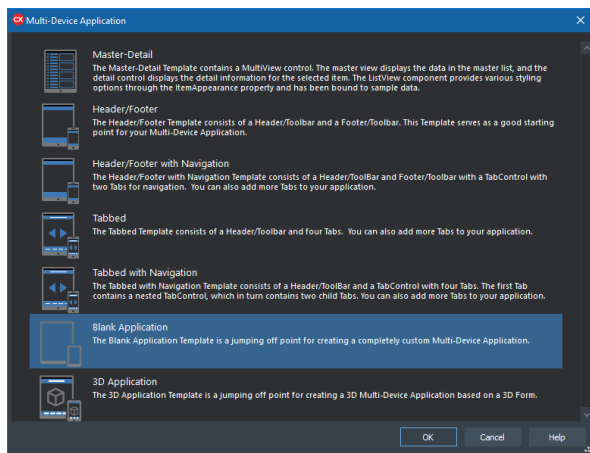 CX Multi-Device Application
Master-Detail
The Master-Detail Template contains a MultiView control. The master view displays the data in the master list, and the
detail control displays the detail information for the selected item. The ListView component provides various styling
options through the ItemAppearance property and has been bound to sample data.
Header/Footer
The Header/Footer Template consists of a Header/Toolbar and a Footer/Toolbar. This Template serves as a good starting
point for your Multi-Device Application.
Header/Footer with Navigation
The Header/Footer with Navigation Template consists of a Header/ToolBar and Footer/Toolbar with a TabControl with
two Tabs for navigation. You can also add more Tabs to your application.
Tabbed
The Tabbed Template consists of a Header/Toolbar and four Tabs. You can also add more Tabs to your application.
Tabbed with Navigation
The Tabbed with Navigation Template consists of a Header/ToolBar and a TabControl with four Tabs. The first Tab
contains a nested TabControl, which in turn contains two child Tabs. You can also add more Tabs to your application.
Blank Application
The Blank Application Template is a jumping off point for creating a completely custom Multi-Device Application.
3D Application
The 3D Application Template is a jumping off point for creating a 3D Multi-Device Application based on a 3D Form.
OK Cancel Help